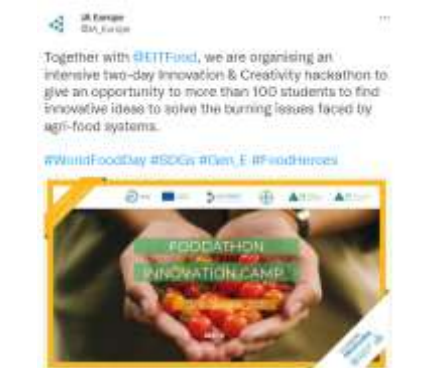 JA Europe
@JA_Europe
Together with @EITFood, we are organising an
intensive two-day Innovation & Creativity hackathon to
give an opportunity to more than 100 students to find
innovative ideas to solve the burning issues faced by
agri-food systems.
#WorldFoodDay #SDGs #Gen_E #FoodHeroes
FOODATHON
INNOVATION CAMP